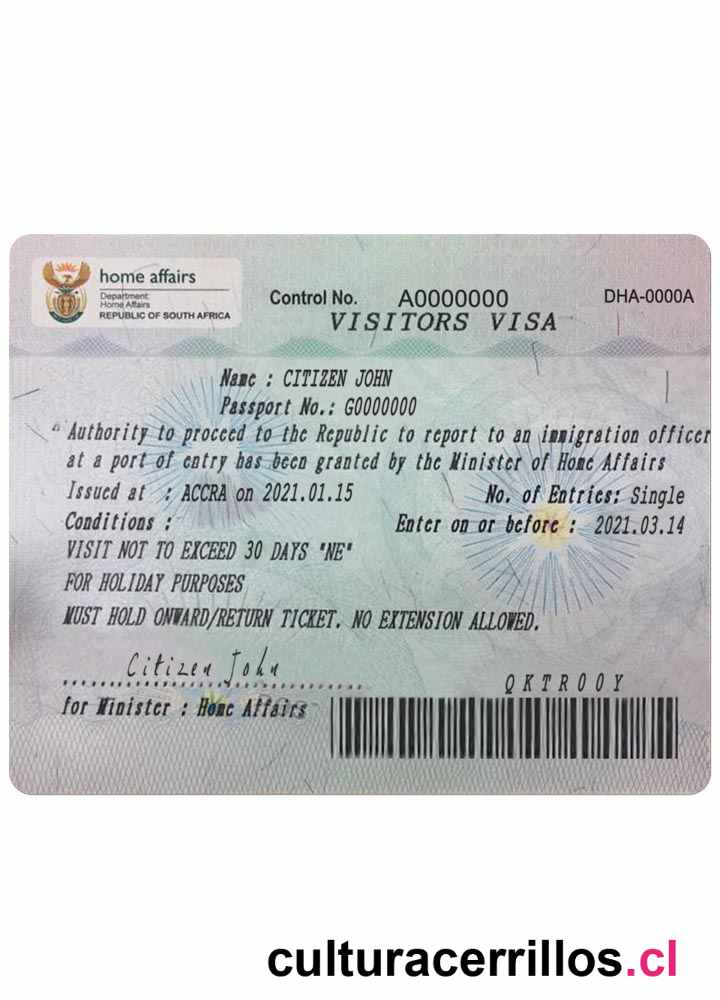 home affairs
Department:
Home Affairs
REPUBLIC OF SOUTH AFRICA
Control No. A0000000
DHA-0000A
VISITORS VISA
Name : CITIZEN JOHN
Passport No.: G0000000
" Authority to proceed to the Republic to report to an immigration officer
at a port of entry has been granted by the Minister of Home Affairs
Issued at : ACCRA on 2021.01.15 No. of Entries: Single
Conditions : Enter on or before : 2021.03.14
VISIT NOT TO EXCEED 30 DAYS "NE"
FOR HOLIDAY PURPOSES
MUST HOLD ONWARD/RETURN TICKET. NO EXTENSION ALLOWED.
Citizen John
QKTR00Y
for Minister : Home Affairs
culturacerrillos.cl